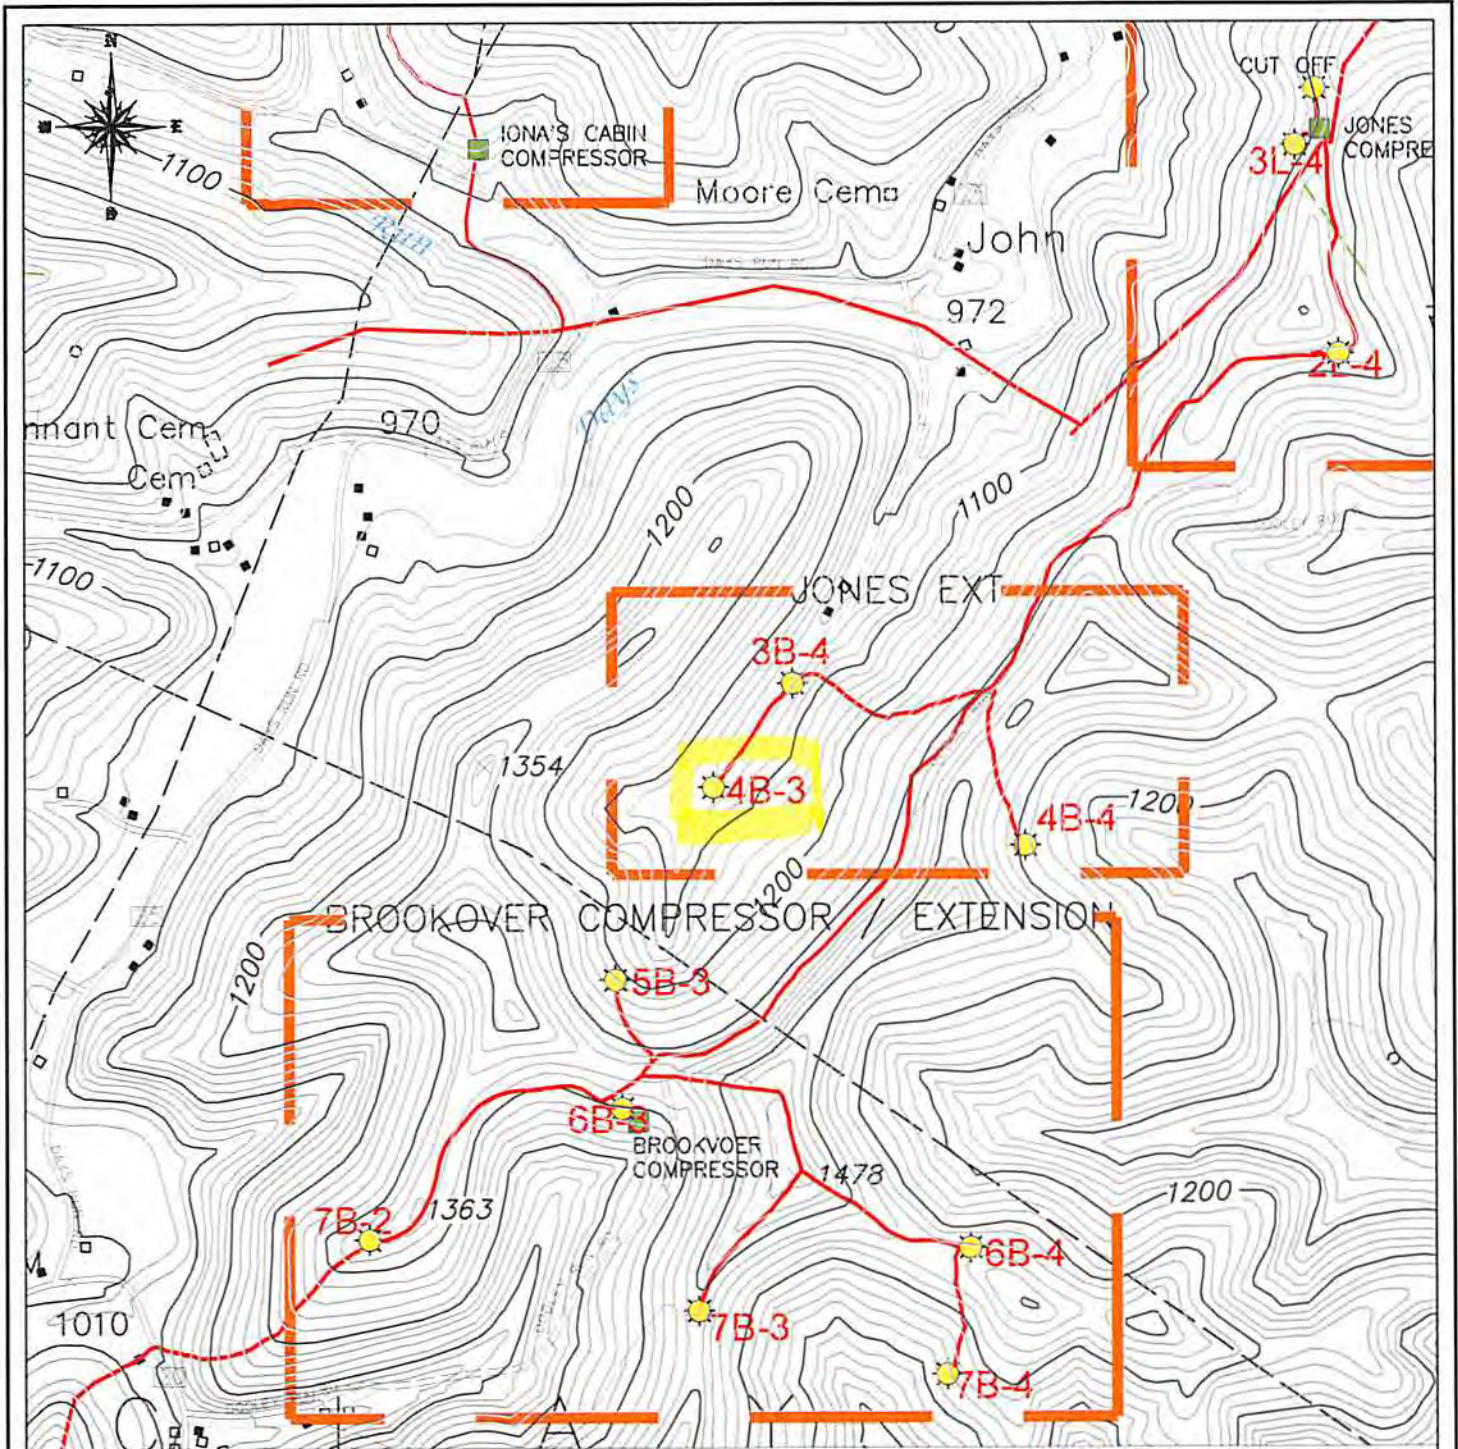 N
CUT OFF
IONA'S CABIN
COMPRESSOR
JONES
COMPRE
3L-4
1100
Moore Cem
Run
John
972
2L-4
970
nnant Cem
Cem
Days
1200
1100
1100
JONES EXT
3B-4
1354
4B-3
1200
4B-4
1200
BROOKOVER COMPRESSOR / EXTENSION
1200
5B-3
6B-3
BROOKVOER
COMPRESSOR
1478
1200
1363
7B-2
6B-4
1010
7B-3
7B-4